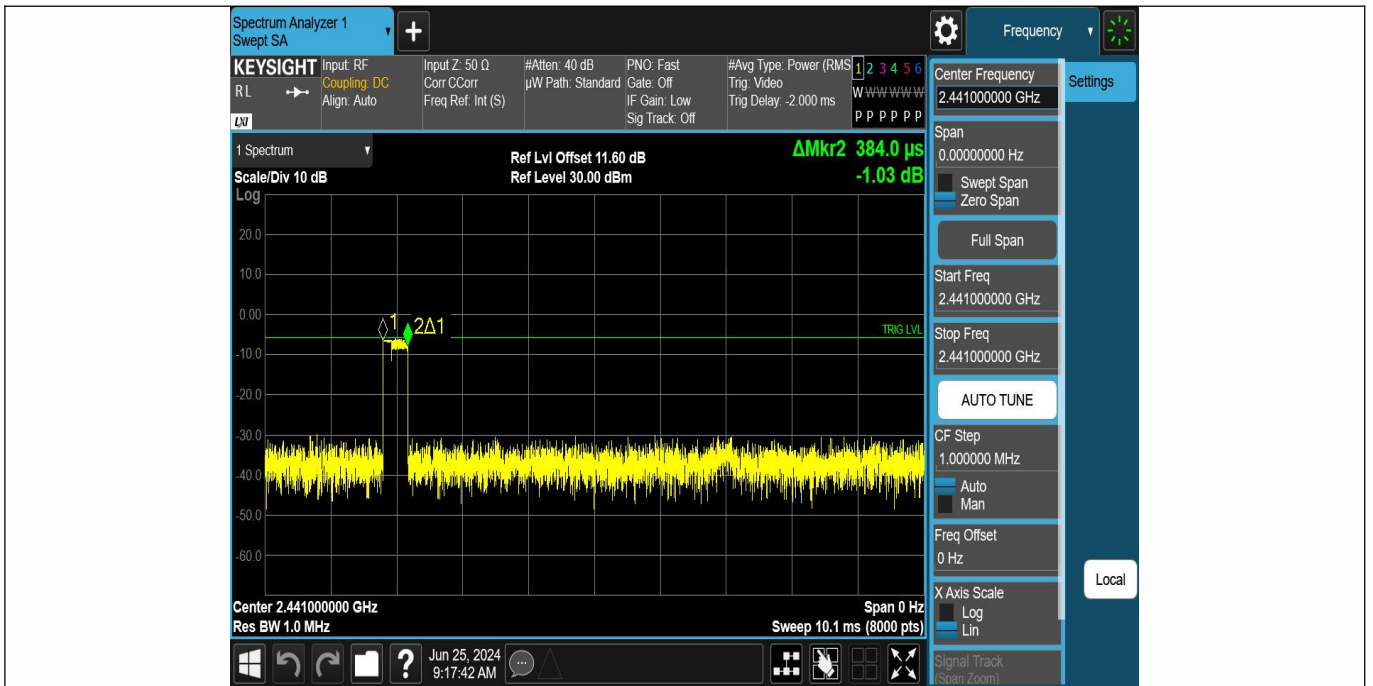 Spectrum Analyzer 1
Swept SA
+
Frequency
KEYSIGHT
RL
LXI
Input: RF
Coupling: DC
Align: Auto
Input Z: 50 Ω
Corr CCorr
Freq Ref: Int (S)
#Atten: 40 dB
µW Path: Standard
PNO: Fast
Gate: Off
IF Gain: Low
Sig Track: Off
#Avg Type: Power (RMS
Trig: Video
Trig Delay: -2.000 ms
1 2 3 4 5 6
W W W W W W
P P P P P P
1 Spectrum
Scale/Div 10 dB
Log
Ref Lvl Offset 11.60 dB
Ref Level 30.00 dBm
ΔMkr2 384.0 µs
-1.03 dB
20.0
10.0
0.00
-10.0
-20.0
-30.0
-40.0
-50.0
-60.0
1
2Δ1
TRIG LVL
Center 2.441000000 GHz
Res BW 1.0 MHz
Span 0 Hz
Sweep 10.1 ms (8000 pts)
Center Frequency
2.441000000 GHz
Settings
Span
0.00000000 Hz
Swept Span
Zero Span
Full Span
Start Freq
2.441000000 GHz
Stop Freq
2.441000000 GHz
AUTO TUNE
CF Step
1.000000 MHz
Auto
Man
Freq Offset
0 Hz
Local
X Axis Scale
Log
Lin
Signal Track
(Span Zoom)
?
Jun 25, 2024
9:17:42 AM